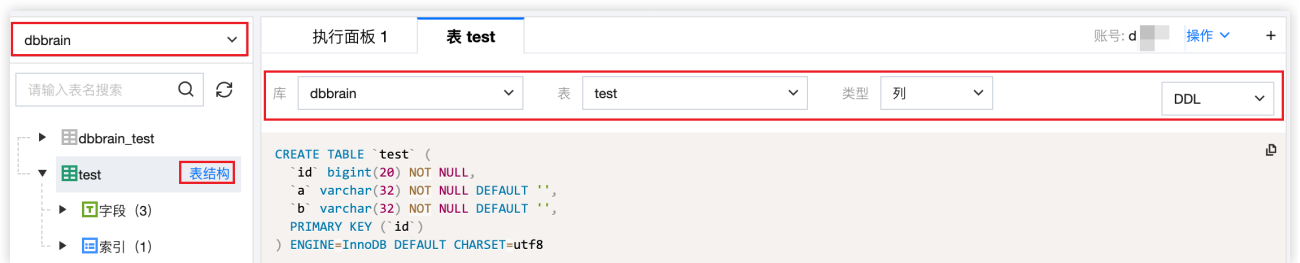 dbbrain
请输入表名搜索
dbbrain_test
test 表结构
字段（3）
索引（1）
执行面板 1 表 test 账号: d 操作 +
库 dbbrain 表 test 类型 列 DDL
CREATE TABLE `test` (
  `id` bigint(20) NOT NULL,
  `a` varchar(32) NOT NULL DEFAULT '',
  `b` varchar(32) NOT NULL DEFAULT '',
  PRIMARY KEY (`id`)
) ENGINE=InnoDB DEFAULT CHARSET=utf8